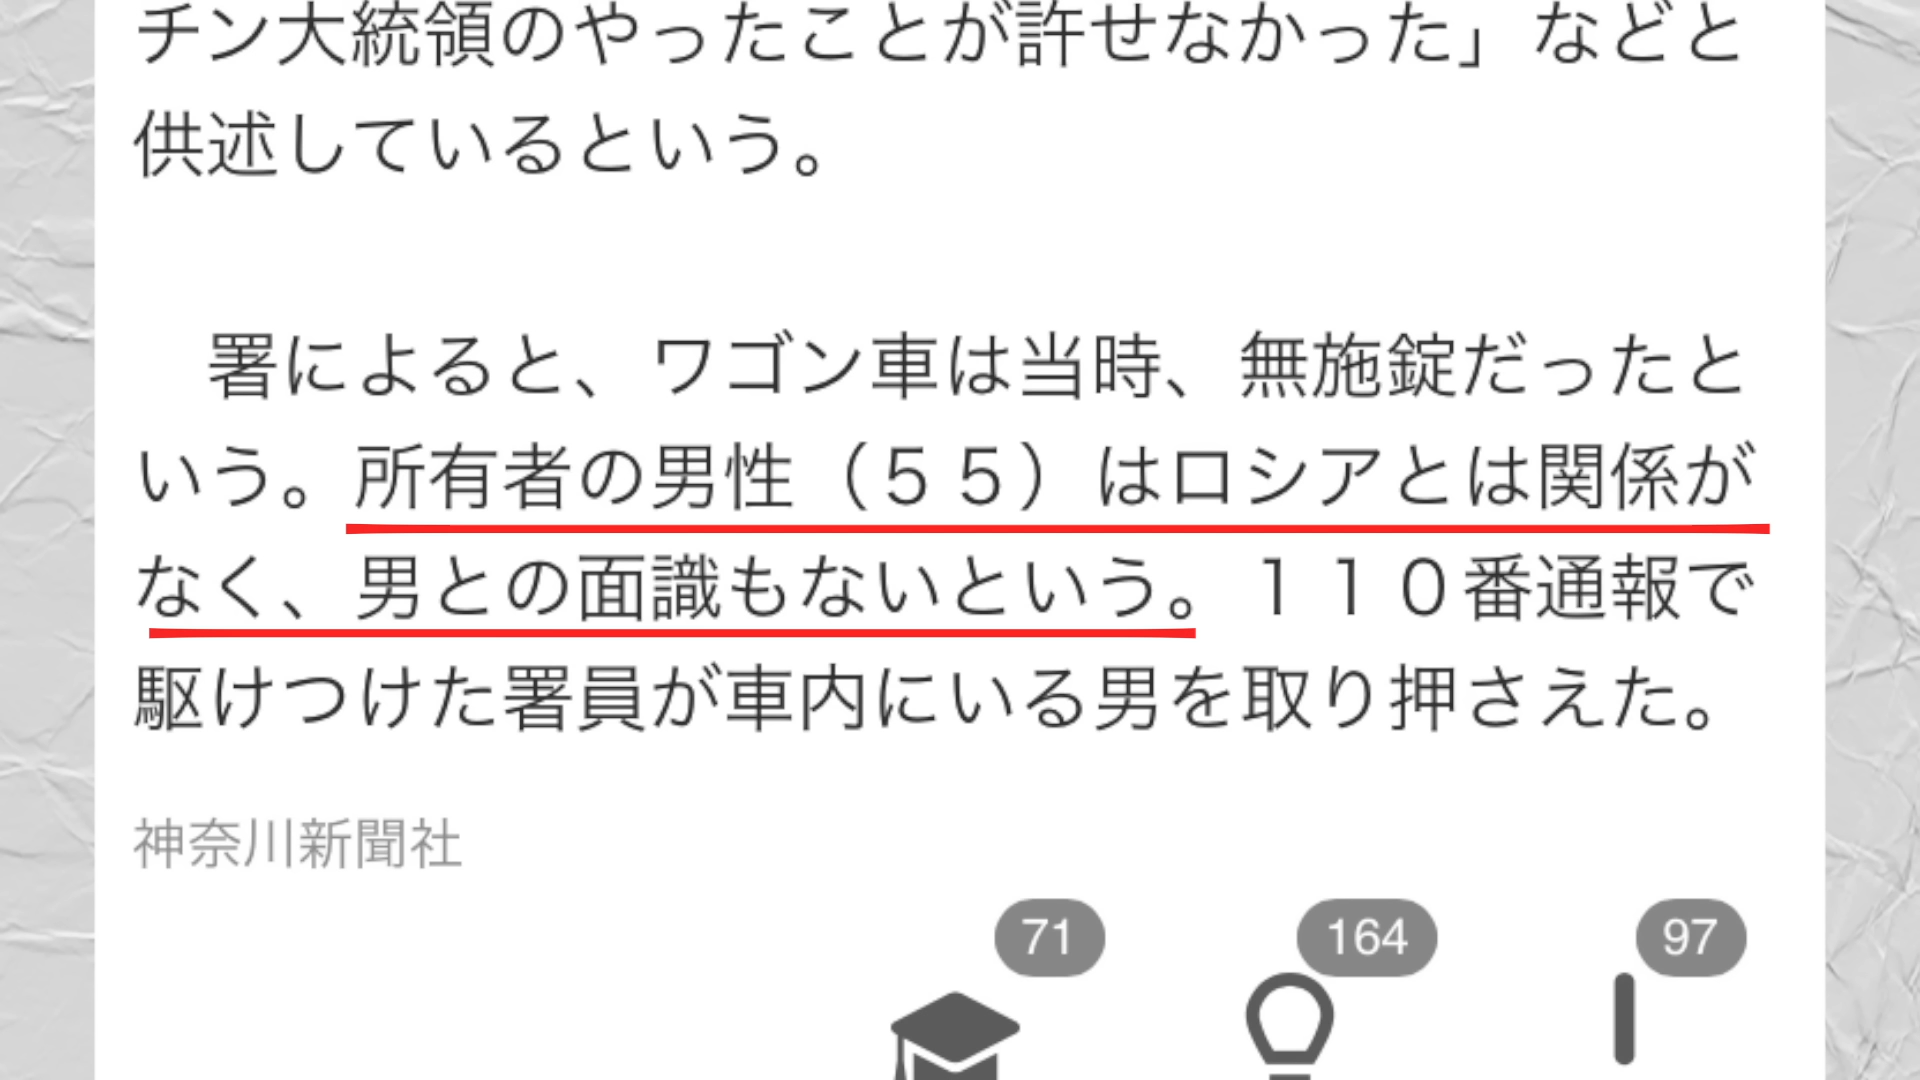 チン大統領のやったことが許せなかった」などと
供述しているという。
　署によると、ワゴン車は当時、無施錠だったと
いう。所有者の男性（５５）はロシアとは関係が
なく、男との面識もないという。１１０番通報で
駆けつけた署員が車内にいる男を取り押さえた。
神奈川新聞社
71
164
97